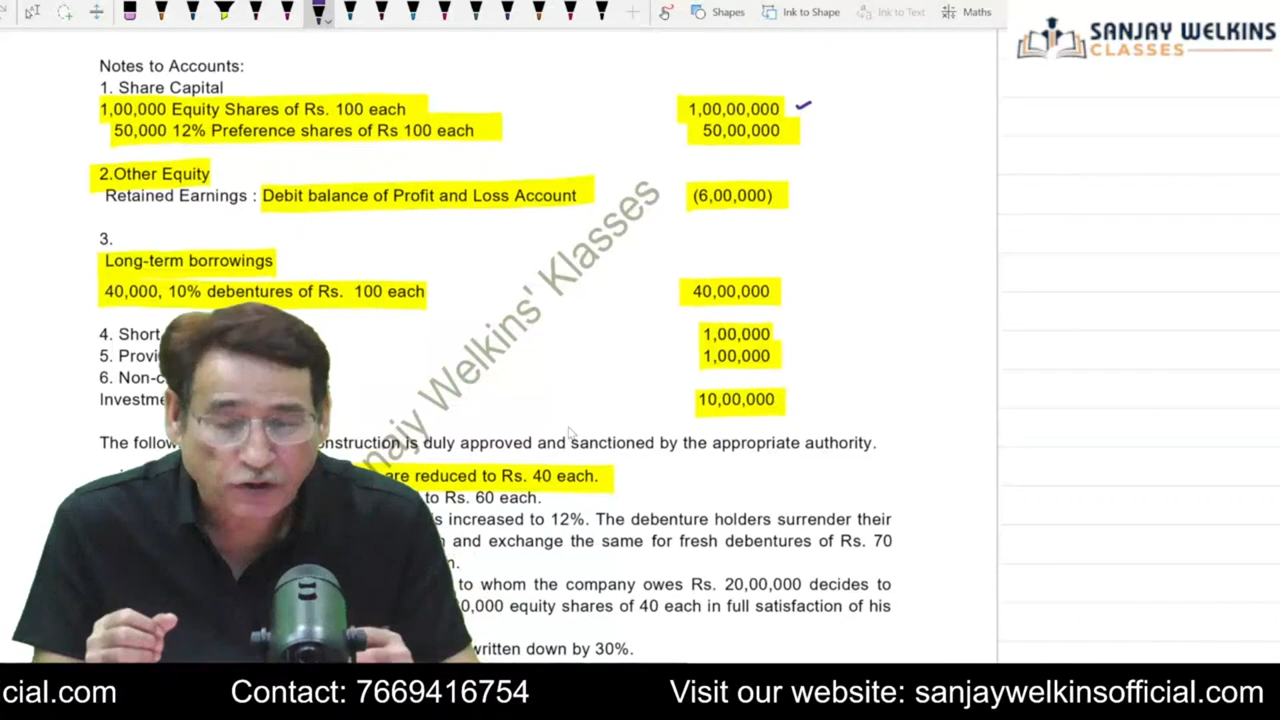 Shapes Ink to Shape Ink to Text Maths
SANJAY WELKINS
CLASSES
Notes to Accounts:
1. Share Capital
1,00,000 Equity Shares of Rs. 100 each 1,00,00,000
50,000 12% Preference shares of Rs 100 each 50,00,000
2.Other Equity
Retained Earnings : Debit balance of Profit and Loss Account (6,00,000)
3.
Long-term borrowings
40,000, 10% debentures of Rs. 100 each 40,00,000
4. Short 1,00,000
5. Provi 1,00,000
6. Non-c
Investme 10,00,000
The follow onstruction is duly approved and sanctioned by the appropriate authority.
are reduced to Rs. 40 each.
to Rs. 60 each.
is increased to 12%. The debenture holders surrender their
and exchange the same for fresh debentures of Rs. 70
to whom the company owes Rs. 20,00,000 decides to
0,000 equity shares of 40 each in full satisfaction of his
written down by 30%.
Welkins' Klasses
cial.com Contact: 7669416754 Visit our website: sanjaywelkinsofficial.com